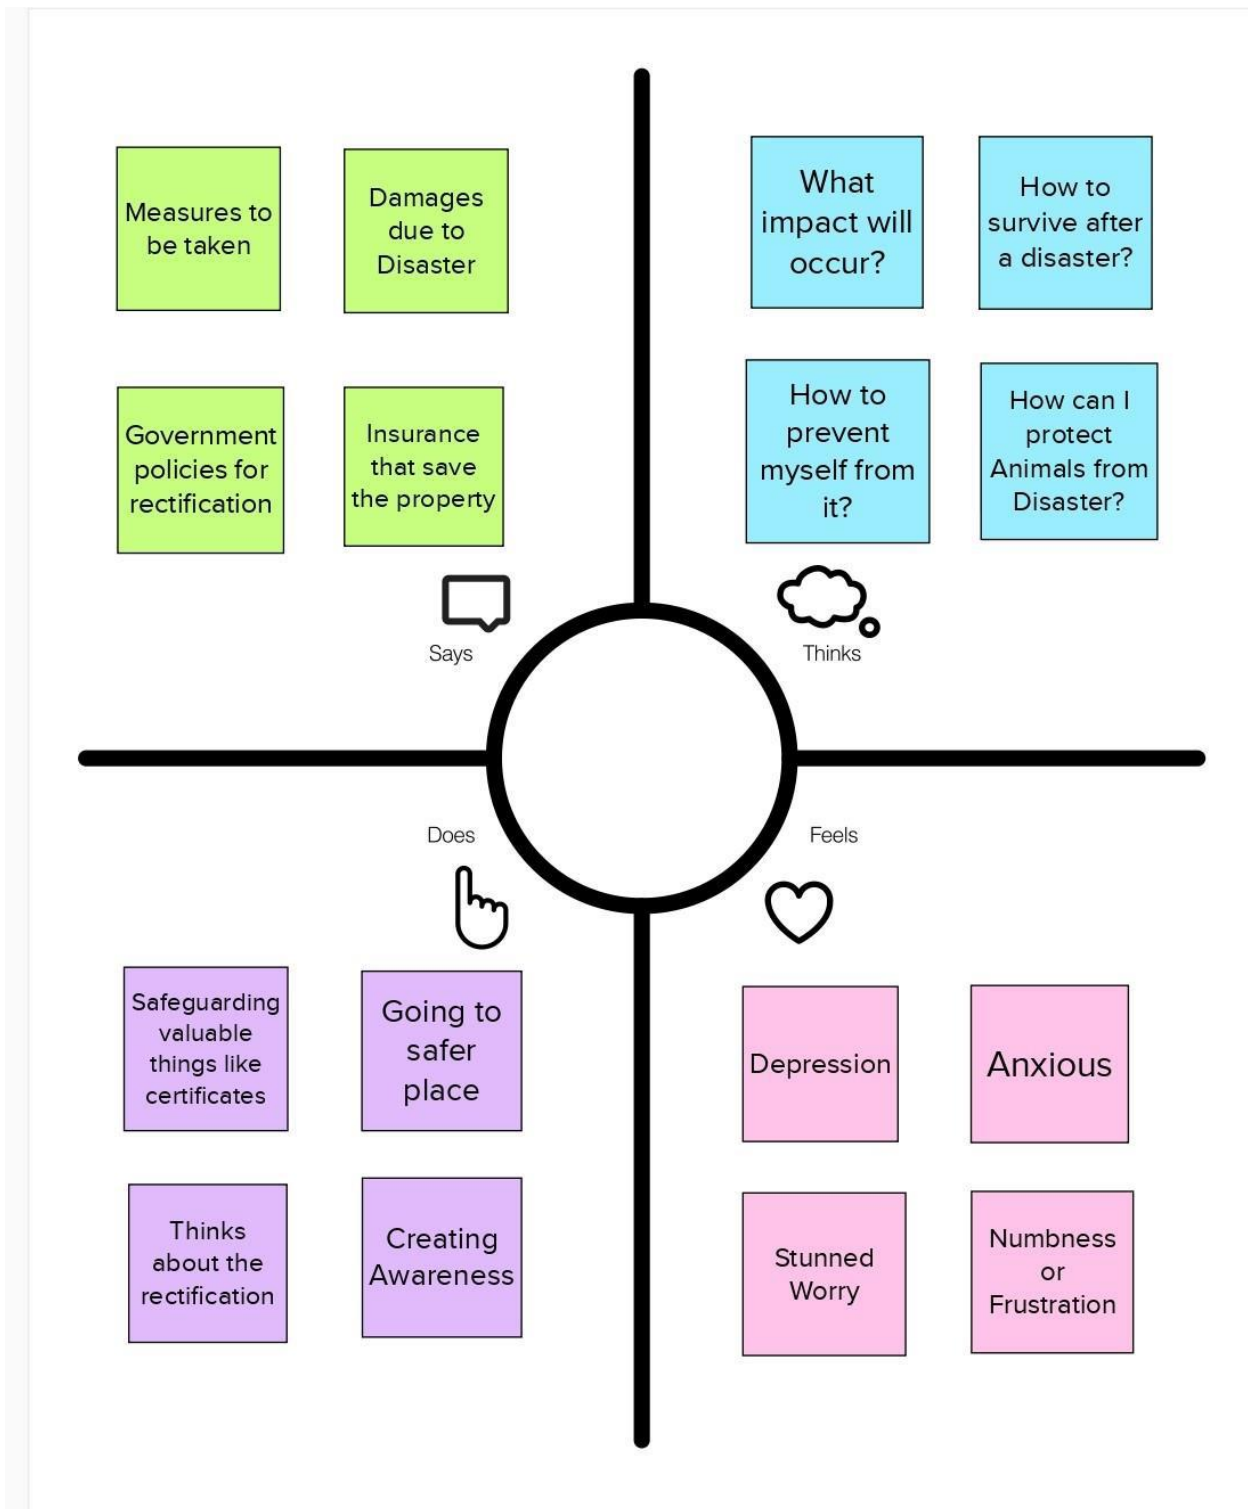 Measures to
be taken
Damages
due to
Disaster
Government
policies for
rectification
Insurance
that save
the property
Says
What
impact will
occur?
How to
survive after
a disaster?
How to
prevent
myself from
it?
How can I
protect
Animals from
Disaster?
Thinks
Does
Safeguarding
valuable
things like
certificates
Going to
safer
place
Thinks
about the
rectification
Creating
Awareness
Feels
Depression
Anxious
Stunned
Worry
Numbness
or
Frustration